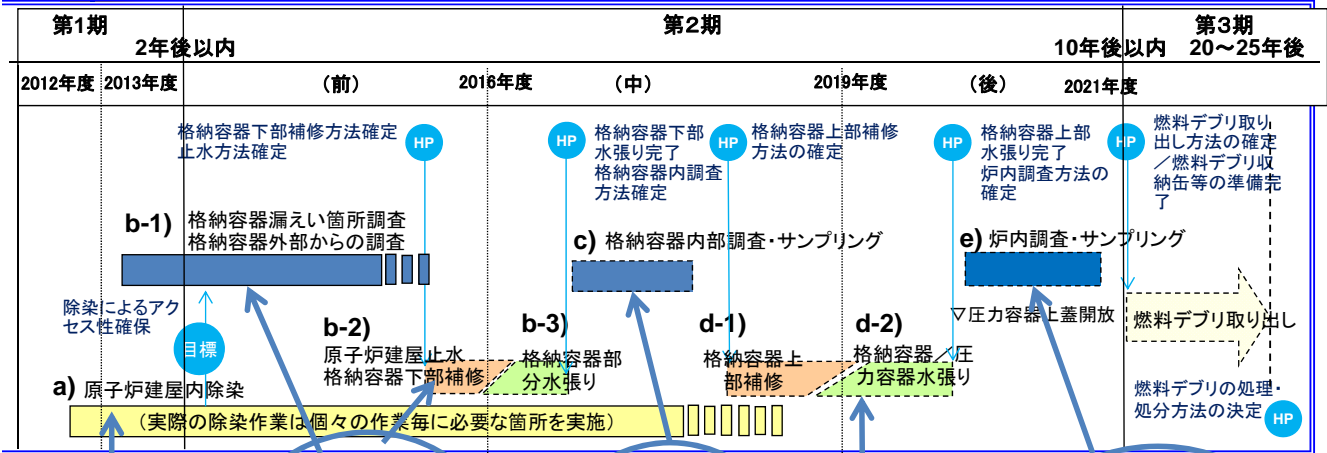 第1期
第2期
第3期
2年後以内
10年後以内
20～25年後
2012年度
2013年度
(前)
2016年度
(中)
2019年度
(後)
2021年度
格納容器下部補修方法確定
止水方法確定
HP
HP
格納容器下部
水張り完了
格納容器内調査
方法確定
HP
格納容器上部補修
方法の確定
HP
格納容器上部
水張り完了
炉内調査方法の
確定
HP
燃料デブリ取り
出し方法の確定
／燃料デブリ収
納缶等の準備完
了
b-1)
格納容器漏えい箇所調査
格納容器外部からの調査
c) 格納容器内部調査・サンプリング
e) 炉内調査・サンプリング
除染によるアク
セス性確保
目標
b-2)
原子炉建屋止水
格納容器下部補修
b-3)
格納容器部
分水張り
d-1)
格納容器上
部補修
d-2)
格納容器／圧
力容器水張り
▽圧力容器上蓋開放
燃料デブリ取り出し
a) 原子炉建屋内除染
(実際の除染作業は個々の作業毎に必要な箇所を実施)
燃料デブリの処理・
処分方法の決定
HP